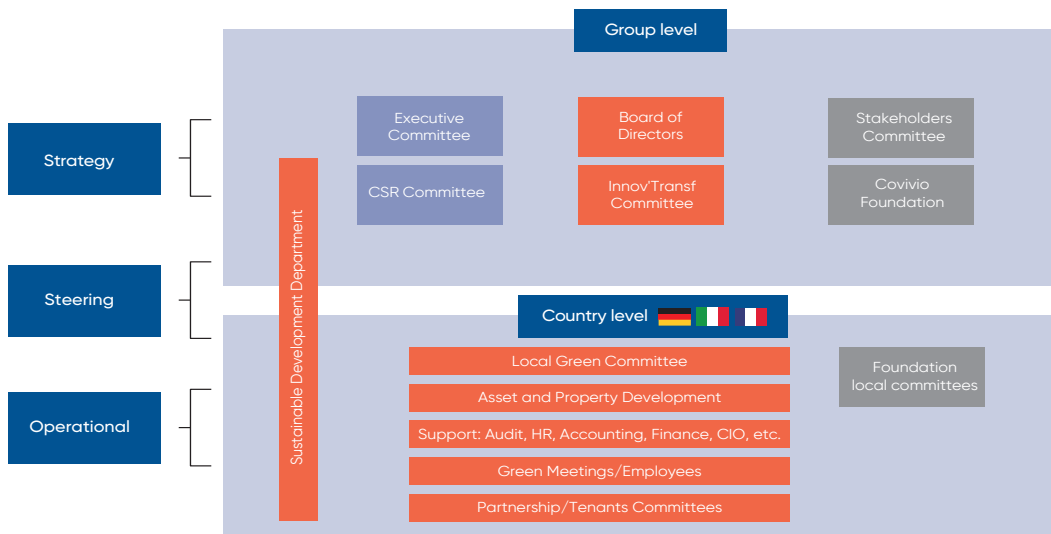 Group level
Strategy
Executive
Committee
Board of
Directors
Stakeholders
Committee
CSR Committee
Innov'Transf
Committee
Covivio
Foundation
Sustainable Development Department
Steering
Country level
Local Green Committee
Foundation
local committees
Asset and Property Development
Operational
Support: Audit, HR, Accounting, Finance, CIO, etc.
Green Meetings/Employees
Partnership/Tenants Committees